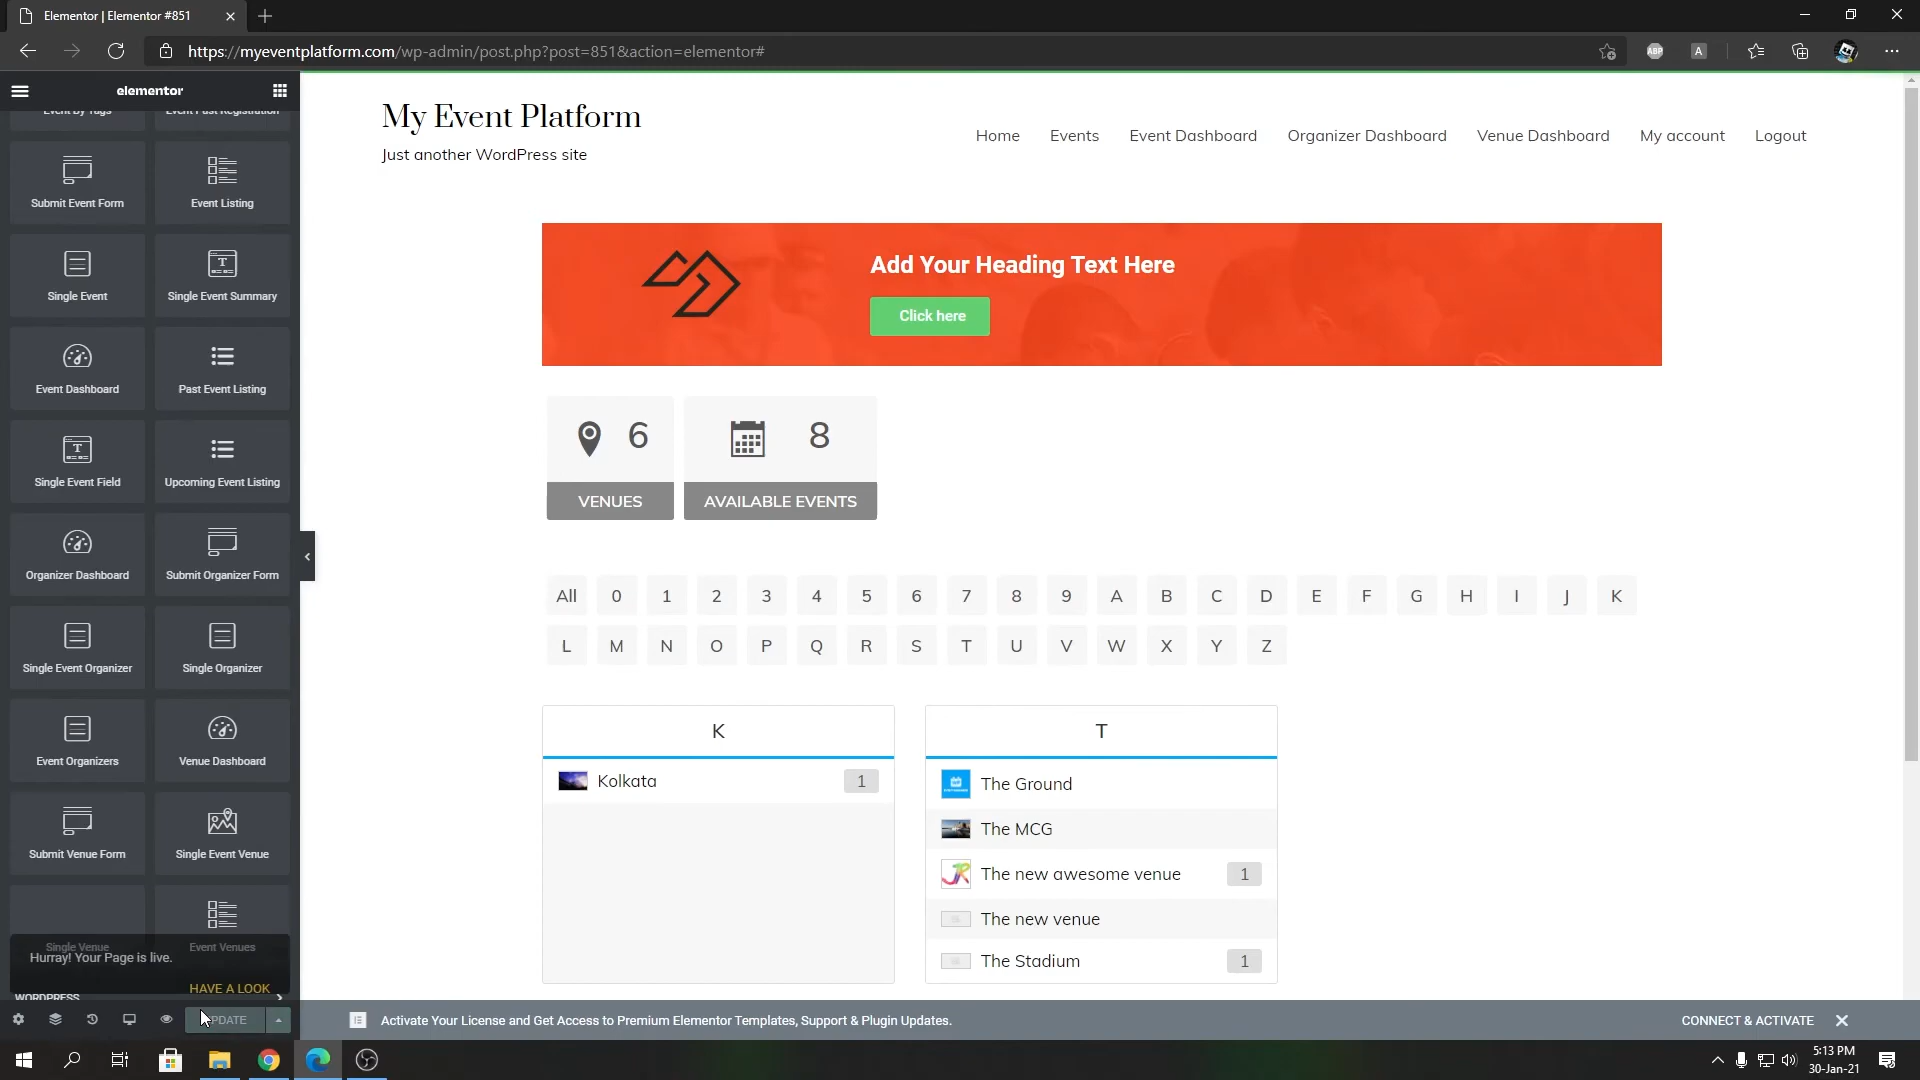 Elementor | Elementor #851
https://myeventplatform.com/wp-admin/post.php?post=851&action=elementor#
ABP
A
elementor
Event By Tags
Event Past Registration
Submit Event Form
Event Listing
Single Event
Single Event Summary
Event Dashboard
Past Event Listing
Single Event Field
Upcoming Event Listing
Organizer Dashboard
Submit Organizer Form
Single Event Organizer
Single Organizer
Event Organizers
Venue Dashboard
Submit Venue Form
Single Event Venue
Single Venue
Event Venues
Hurray! Your Page is live.
HAVE A LOOK
WORDPRESS
My Event Platform
Just another WordPress site
Home
Events
Event Dashboard
Organizer Dashboard
Venue Dashboard
My account
Logout
Add Your Heading Text Here
Click here
6
VENUES
8
AVAILABLE EVENTS
All 0 1 2 3 4 5 6 7 8 9 A B C D E F G H I J K
L M N O P Q R S T U V W X Y Z
K
Kolkata 1
T
The Ground
The MCG
The new awesome venue 1
The new venue
The Stadium 1
Activate Your License and Get Access to Premium Elementor Templates, Support & Plugin Updates.
CONNECT & ACTIVATE
5:13 PM
30-Jan-21